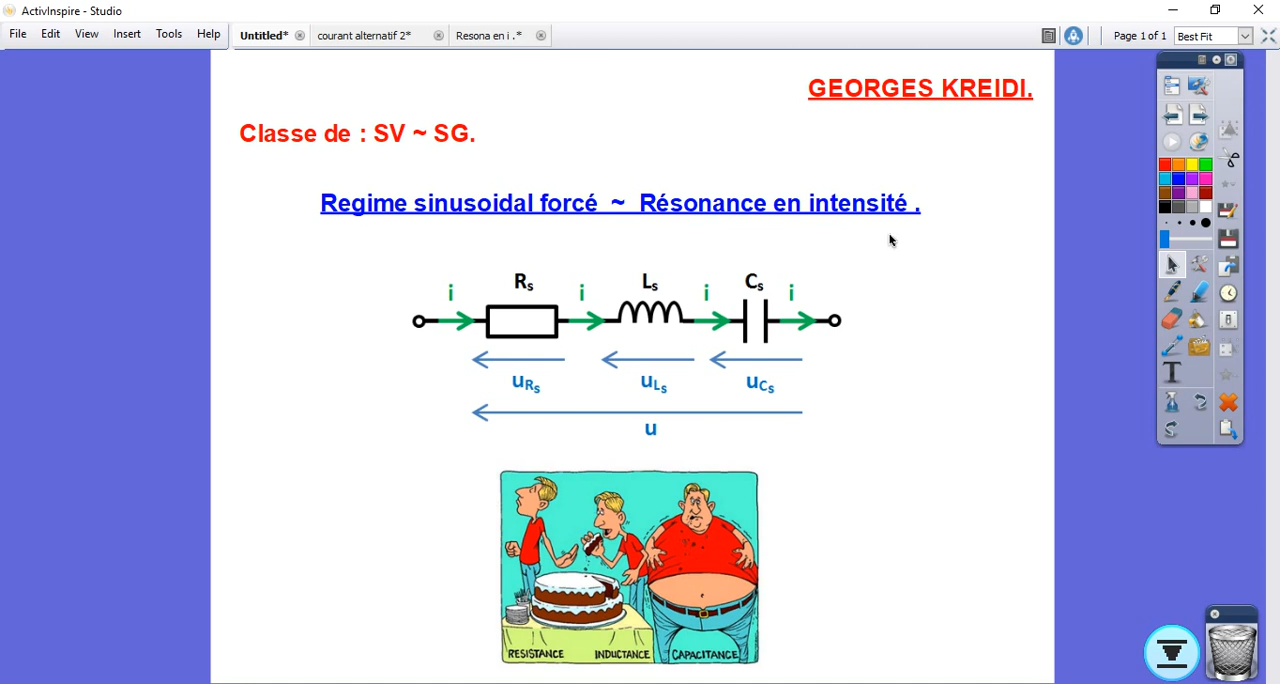 ActivInspire - Studio
File Edit View Insert Tools Help
Untitled* courant alternatif 2* Resona en i .*
Page 1 of 1 Best Fit
GEORGES KREIDI.
Classe de : SV ~ SG.
Regime sinusoidal forcé ~ Résonance en intensité .
Rs Ls Cs
i i i i
uRs uLs uCs
u
RESISTANCE INDUCTANCE CAPACITANCE
T